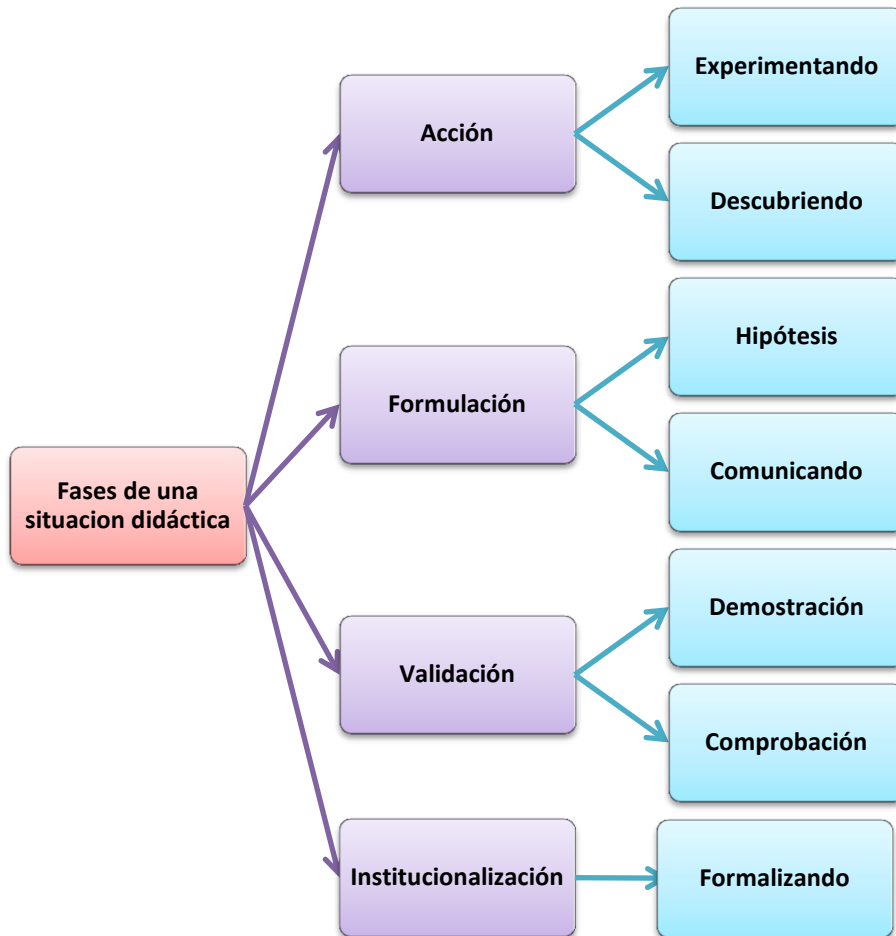 Fases de una
situacion didáctica
Acción
Experimentando
Descubriendo
Formulación
Hipótesis
Comunicando
Validación
Demostración
Comprobación
Institucionalización
Formalizando